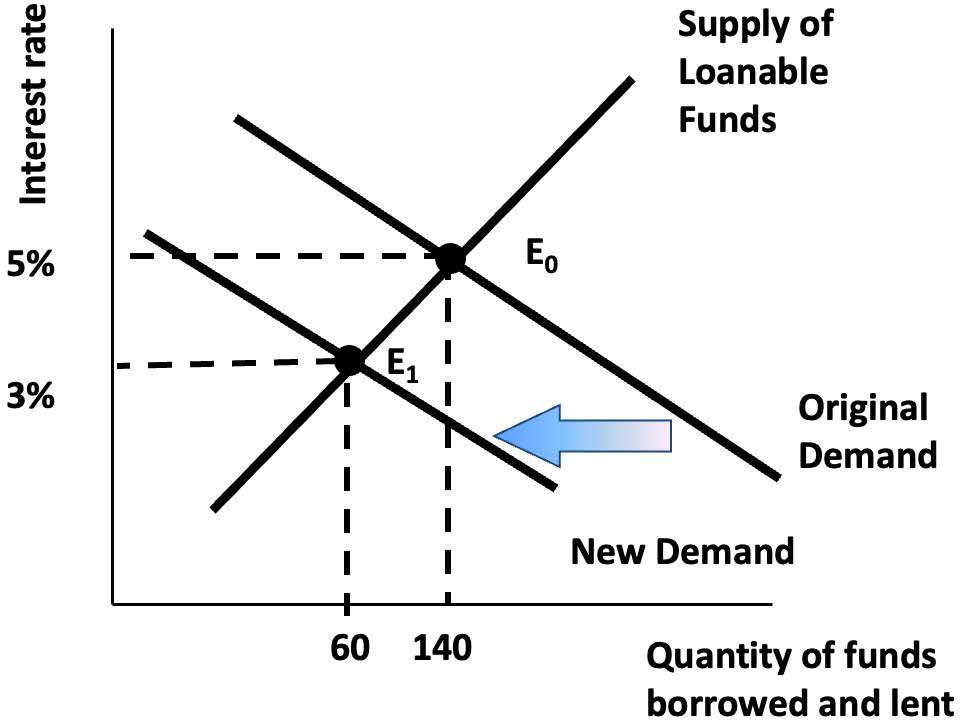 Interest rate
Supply of
Loanable
Funds
5%
E₀
E₁
3%
Original
Demand
New Demand
60 140
Quantity of funds
borrowed and lent